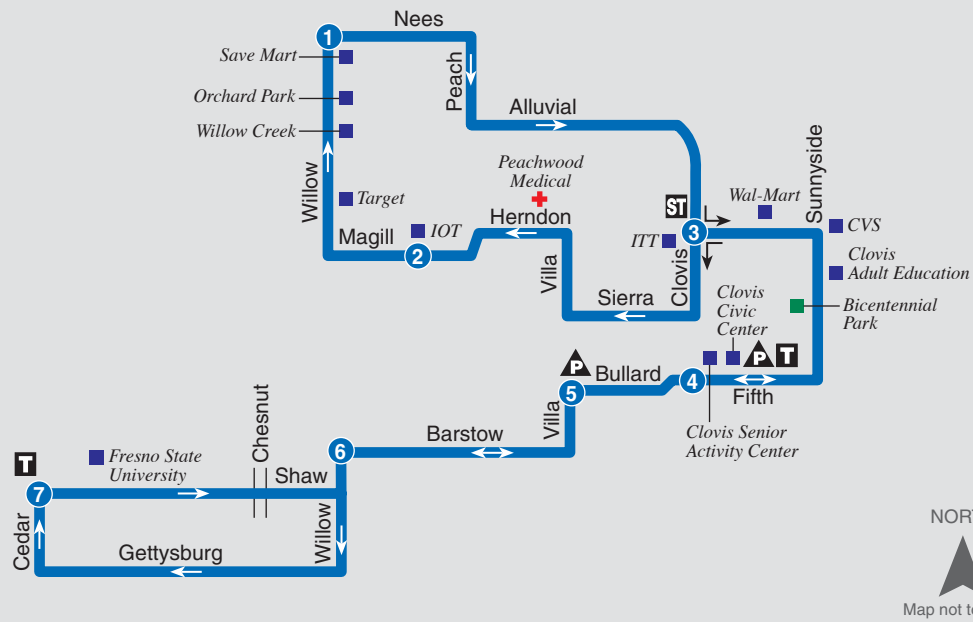 Nees
1
Save Mart
Peach
Orchard Park
Alluvial
Willow Creek
Sunnyside
Peachwood
Medical
Willow
Target
Wal-Mart
ST
Herndon
CVS
IOT
Magill
3
ITT
2
Clovis
Adult Education
Villa
Clovis
Clovis
Civic
Center
Sierra
Bicentennial
Park
P
T
P
Bullard
4
5
Fifth
Villa
Clovis Senior
Activity Center
Chesnut
Barstow
6
Fresno State
University
T
Shaw
7
Cedar
Willow
Gettysburg
NORT
Map not to